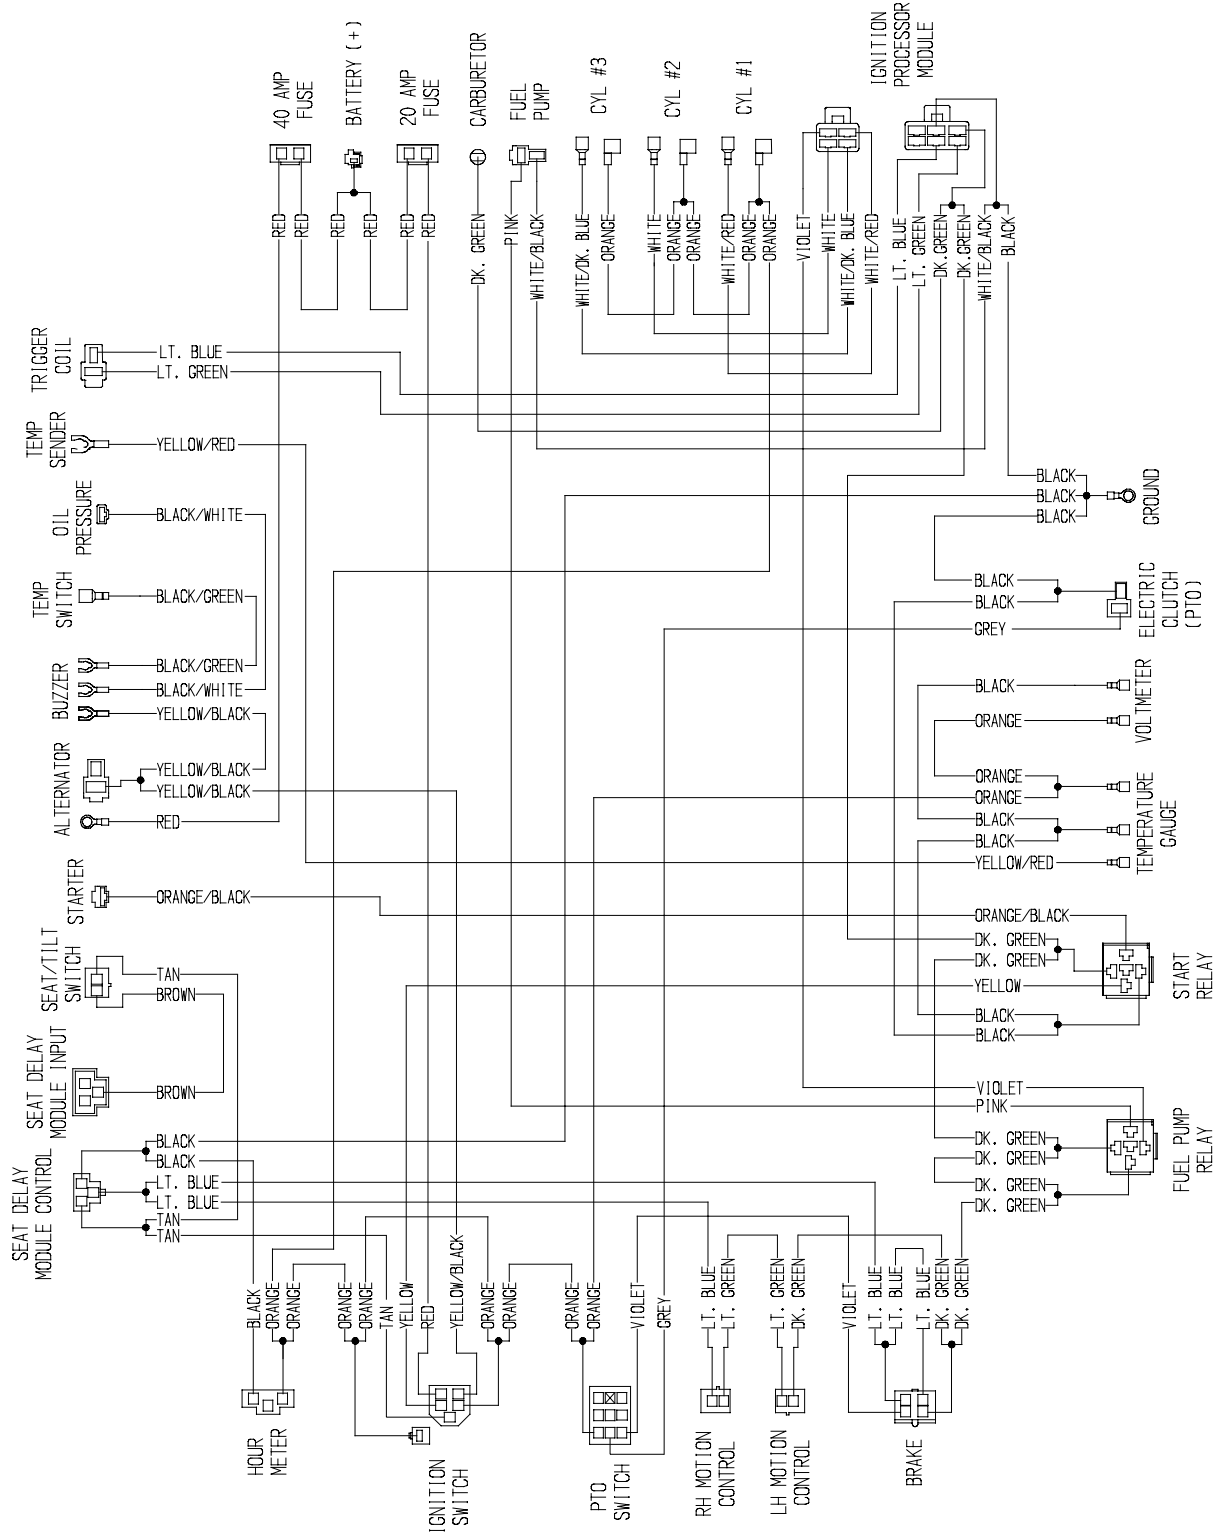 40 AMP
FUSE
BATTERY (+)
20 AMP
FUSE
CARBURETOR
FUEL
PUMP
CYL #3
CYL #2
CYL #1
IGNITION
PROCESSOR
MODULE
RED
RED
RED
RED
RED
RED
DK. GREEN
PINK
WHITE/BLACK
WHITE/DK. BLUE
ORANGE
WHITE
ORANGE
ORANGE
WHITE/RED
ORANGE
ORANGE
VIOLET
WHITE
WHITE/DK. BLUE
WHITE/RED
LT. BLUE
LT. GREEN
DK.GREEN
DK.GREEN
WHITE/BLACK
BLACK
TRIGGER
COIL
LT. BLUE
LT. GREEN
TEMP
SENDER
YELLOW/RED
OIL
PRESSURE
BLACK/WHITE
TEMP
SWITCH
BLACK/GREEN
BUZZER
BLACK/GREEN
BLACK/WHITE
YELLOW/BLACK
ALTERNATOR
YELLOW/BLACK
YELLOW/BLACK
RED
STARTER
ORANGE/BLACK
SEAT/TILT
SWITCH
TAN
BROWN
SEAT DELAY
MODULE INPUT
BROWN
SEAT DELAY
MODULE CONTROL
BLACK
BLACK
LT. BLUE
LT. BLUE
TAN
TAN
BLACK
BLACK
BLACK
GROUND
BLACK
BLACK
GREY
ELECTRIC
CLUTCH
(PTO)
BLACK
ORANGE
VOLTMETER
ORANGE
ORANGE
BLACK
BLACK
YELLOW/RED
TEMPERATURE
GAUGE
ORANGE/BLACK
DK. GREEN
DK. GREEN
YELLOW
BLACK
BLACK
START
RELAY
VIOLET
PINK
DK. GREEN
DK. GREEN
DK. GREEN
DK. GREEN
FUEL PUMP
RELAY
BLACK
ORANGE
ORANGE
ORANGE
ORANGE
TAN
YELLOW
RED
YELLOW/BLACK
ORANGE
ORANGE
ORANGE
ORANGE
VIOLET
GREY
LT. BLUE
LT. GREEN
LT. GREEN
DK. GREEN
VIOLET
LT. BLUE
LT. BLUE
LT. BLUE
DK. GREEN
DK. GREEN
HOUR
METER
IGNITION
SWITCH
PTO
SWITCH
RH MOTION
CONTROL
LH MOTION
CONTROL
BRAKE